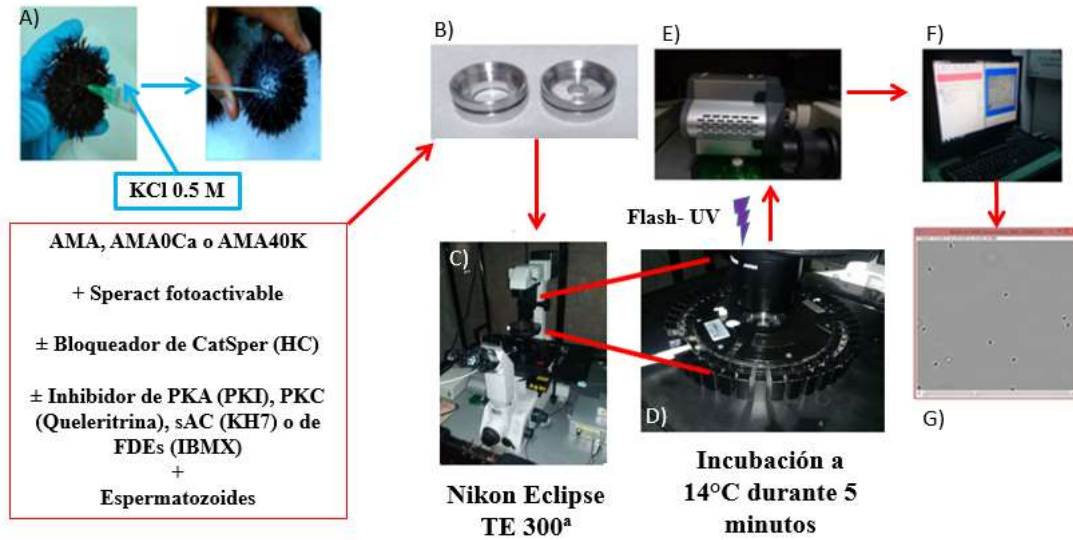 A)
KCl 0.5 M
AMA, AMA0Ca o AMA40K
+ Speract fotoactivable
± Bloqueador de CatSper (HC)
± Inhibidor de PKA (PKI), PKC
(Queleritrina), sAC (KH7) o de
FDEs (IBMX)
+
Espermatozoides
B)
C)
Nikon Eclipse
TE 300ª
D)
Incubación a
14°C durante 5
minutos
Flash- UV
E)
F)
G)